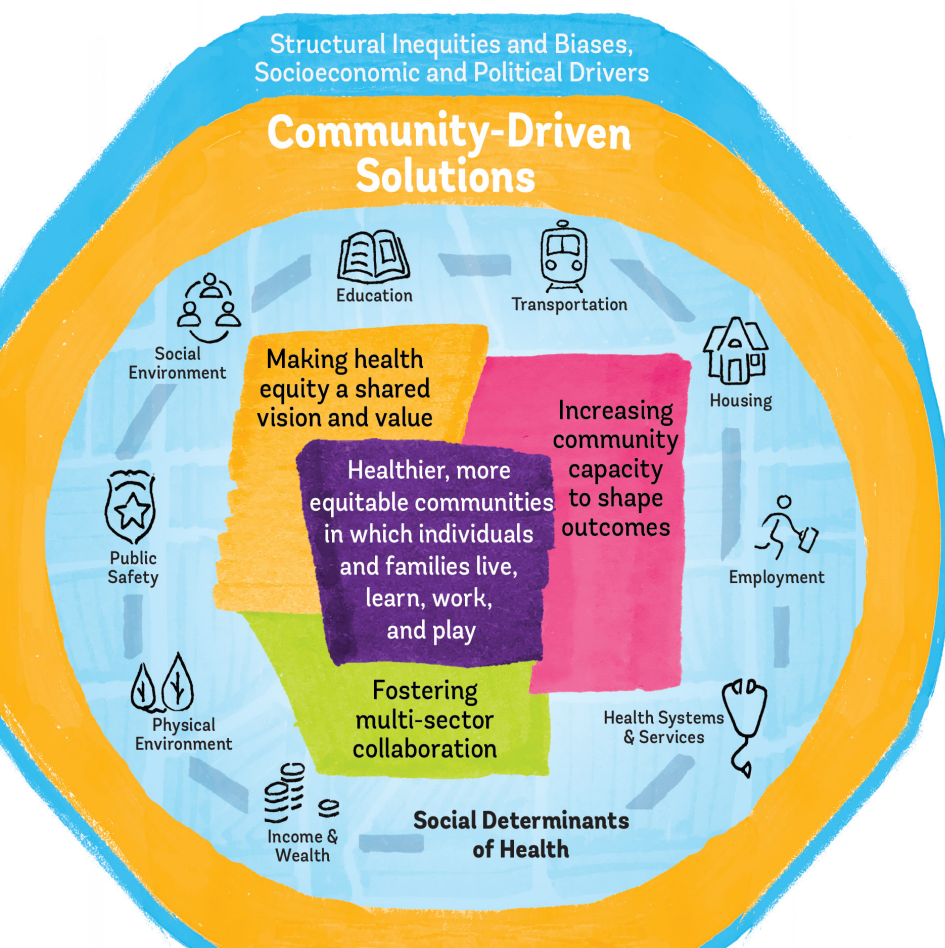 Structural Inequities and Biases,
Socioeconomic and Political Drivers
Community-Driven
Solutions
Education
Transportation
Social
Environment
Housing
Making health
equity a shared
vision and value
Increasing
community
capacity
to shape
outcomes
Healthier, more
equitable communities
in which individuals
and families live,
learn, work,
and play
Public
Safety
Employment
Fostering
multi-sector
collaboration
Physical
Environment
Health Systems
& Services
Income &
Wealth
Social Determinants
of Health